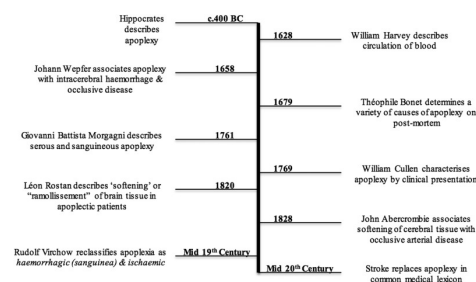 Hippocrates
describes
apoplexy
c.400 BC
1628
William Harvey describes
circulation of blood
Johann Wepfer associates apoplexy
with intracerebral haemorrhage &
occlusive disease
1658
1679
Théophile Bonet determines a
variety of causes of apoplexy on
post-mortem
Giovanni Battista Morgagni describes
serous and sanguineous apoplexy
1761
1769
William Cullen characterises
apoplexy by clinical presentation
Léon Rostan describes ‘softening’ or
“ramollissement” of brain tissue in
apoplectic patients
1820
1828
John Abercrombie associates
softening of cerebral tissue with
occlusive arterial disease
Rudolf Virchow reclassifies apoplexia as
haemorrhagic (sanguinea) & ischaemic
Mid 19th Century
Mid 20th Century
Stroke replaces apoplexy in
common medical lexicon